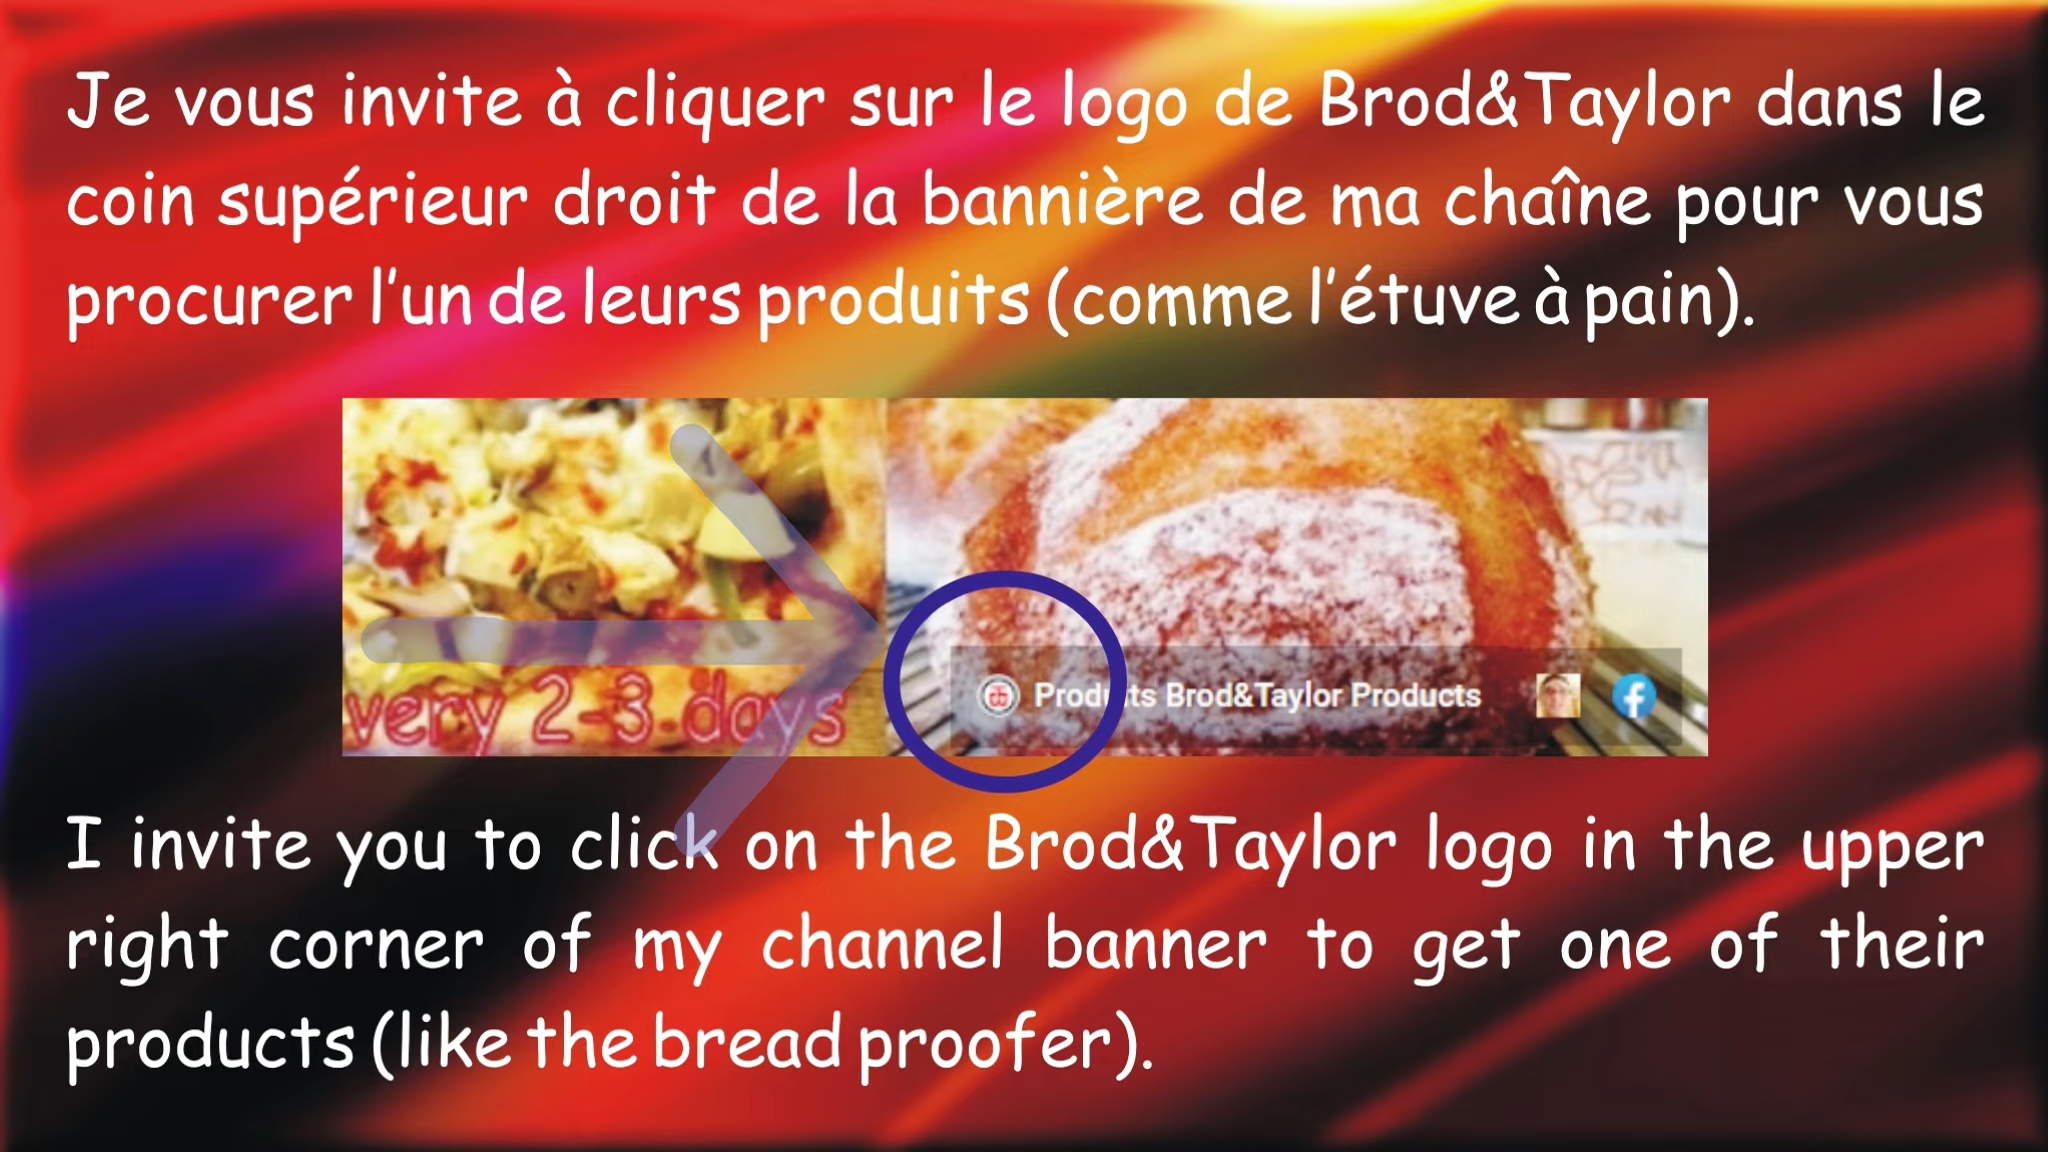 Je vous invite à cliquer sur le logo de Brod&Taylor dans le
coin supérieur droit de la bannière de ma chaîne pour vous
procurer l'un de leurs produits (comme l'étuve à pain).
very 2-3 days
Produits Brod&Taylor Products
I invite you to click on the Brod&Taylor logo in the upper
right corner of my channel banner to get one of their
products (like the bread proofer).